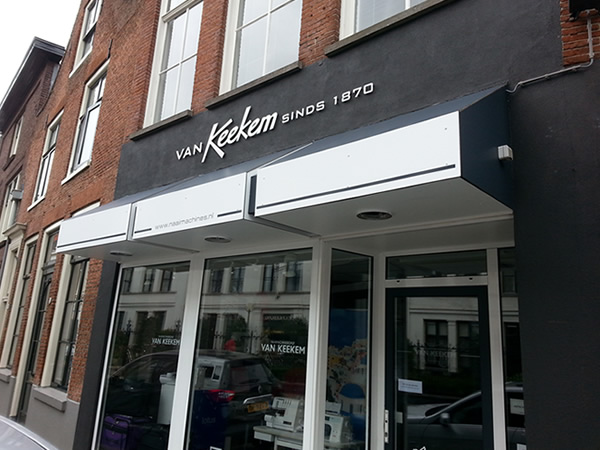 VAN Keekem SINDS 1870
www.naaimachines.nl
VAN KEEKEM
VAN KEEKEM